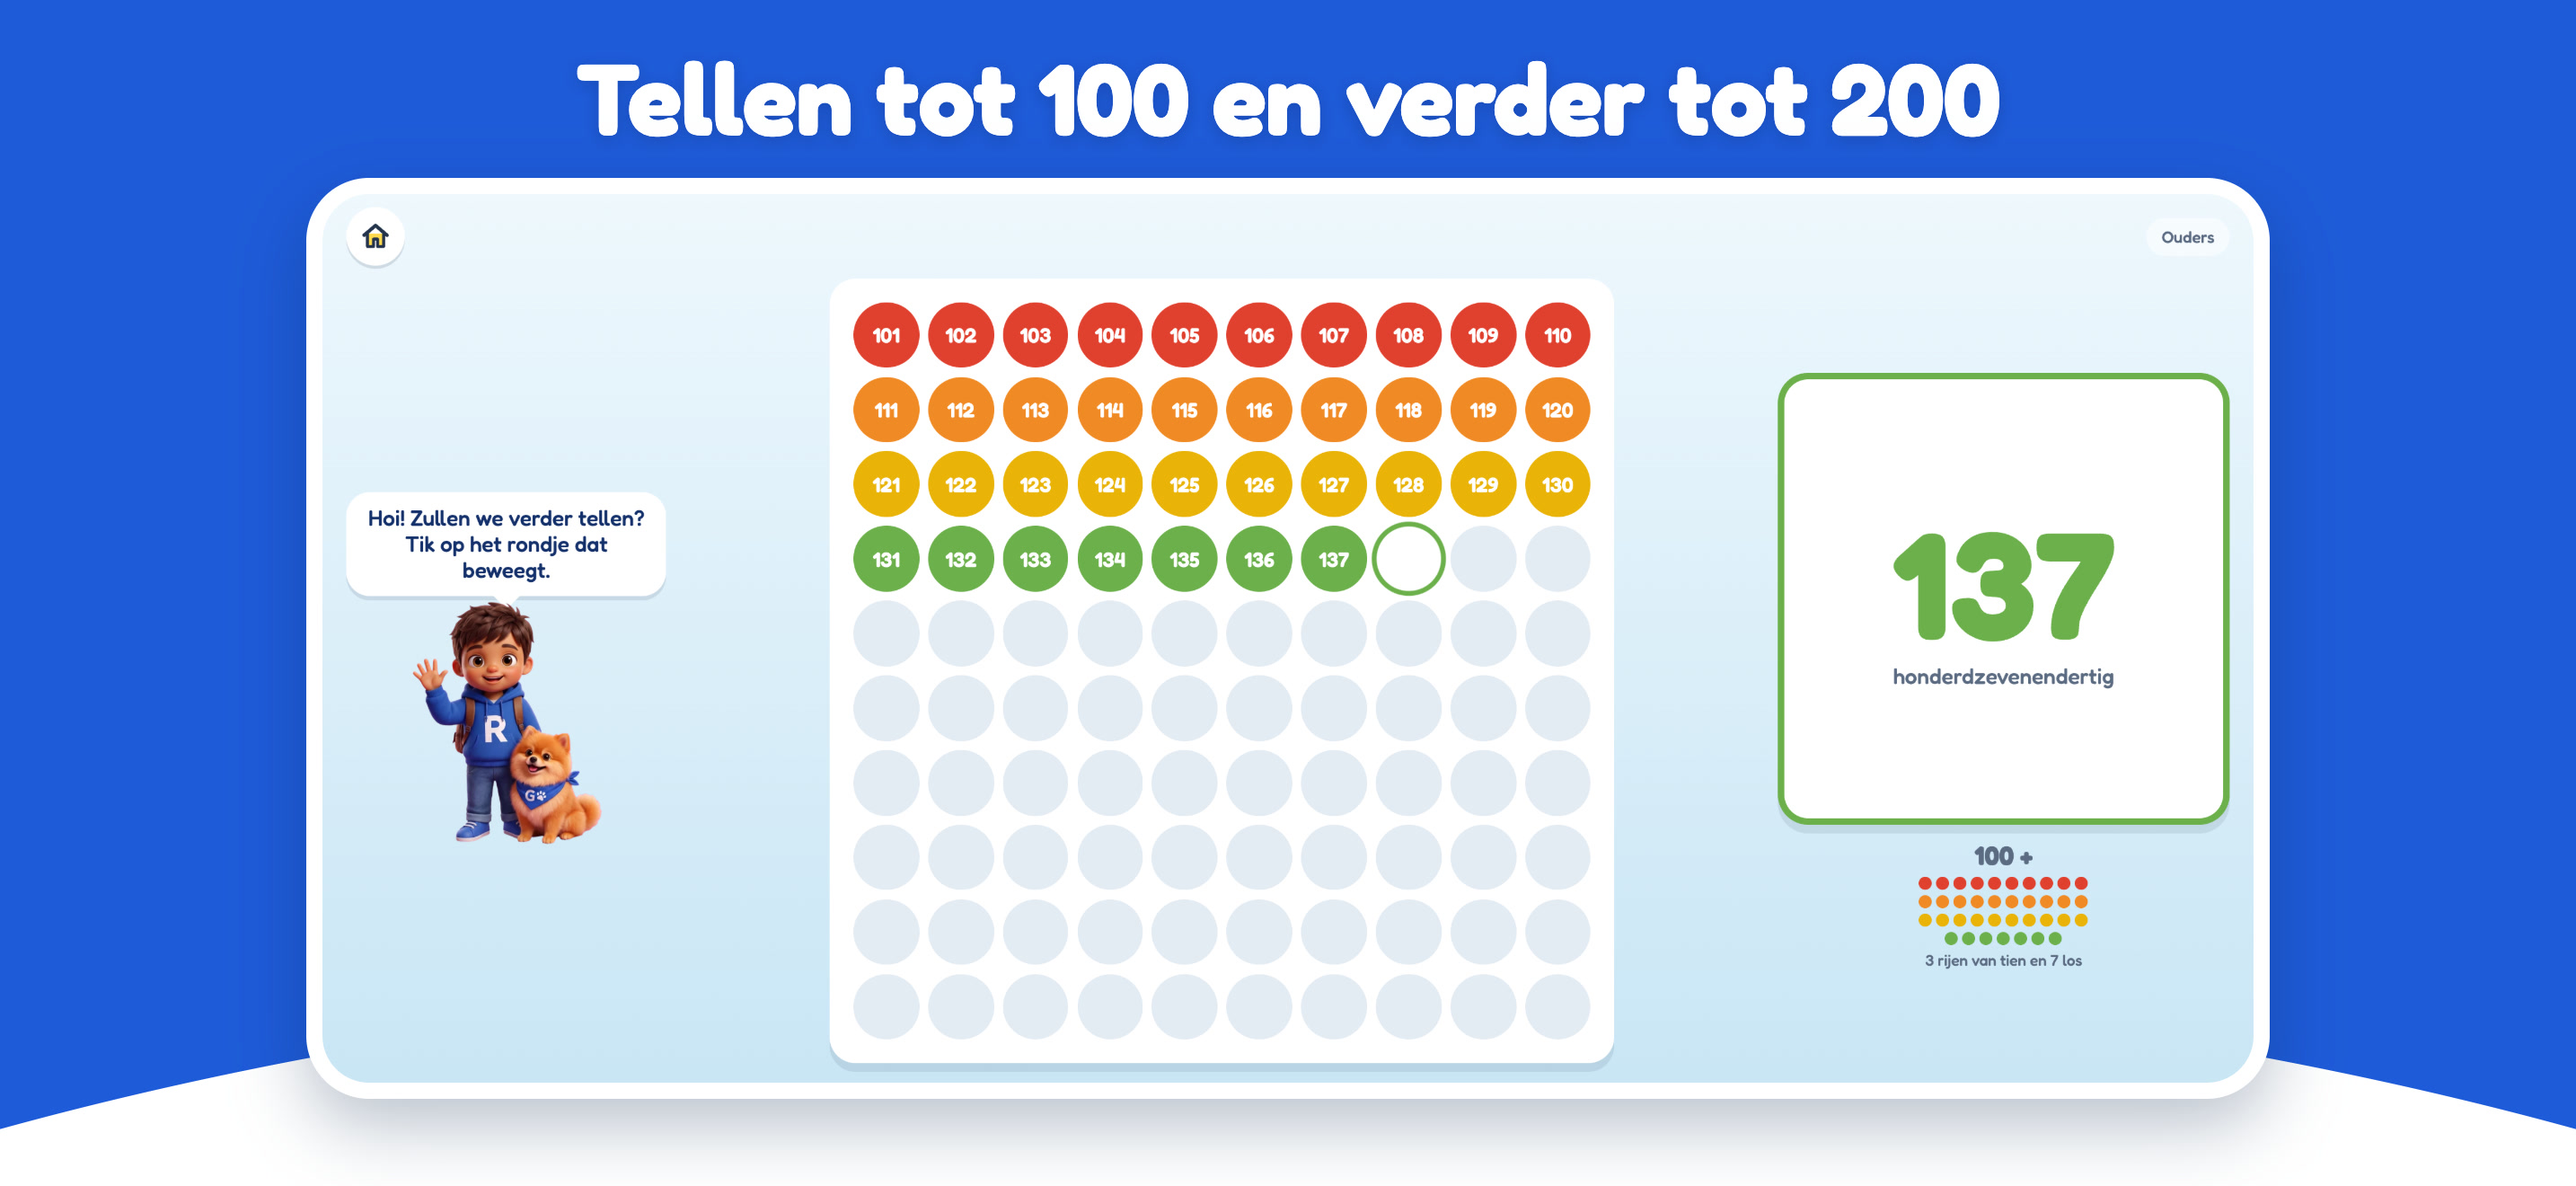 Tellen tot 100 en verder tot 200
Ouders
101 102 103 104 105 106 107 108 109 110
111 112 113 114 115 116 117 118 119 120
121 122 123 124 125 126 127 128 129 130
131 132 133 134 135 136 137
Hoi! Zullen we verder tellen?
Tik op het rondje dat
beweegt.
R
G
137
honderdzevenendertig
100 +
3 rijen van tien en 7 los